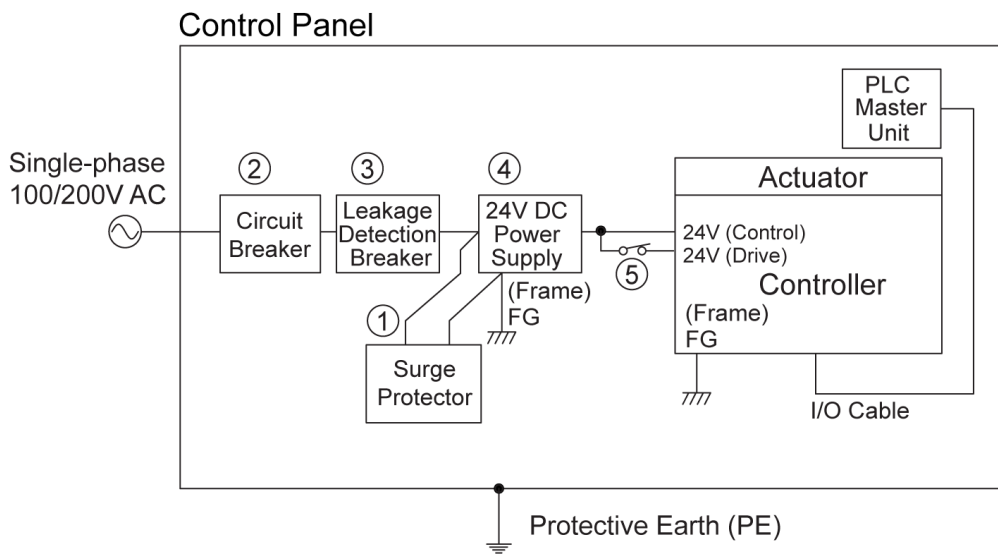 Control Panel
Single-phase
100/200V AC
②
Circuit
Breaker
③
Leakage
Detection
Breaker
④
24V DC
Power
Supply
(Frame)
FG
①
Surge
Protector
⑤
PLC
Master
Unit
Actuator
24V (Control)
24V (Drive)
Controller
(Frame)
FG
I/O Cable
Protective Earth (PE)